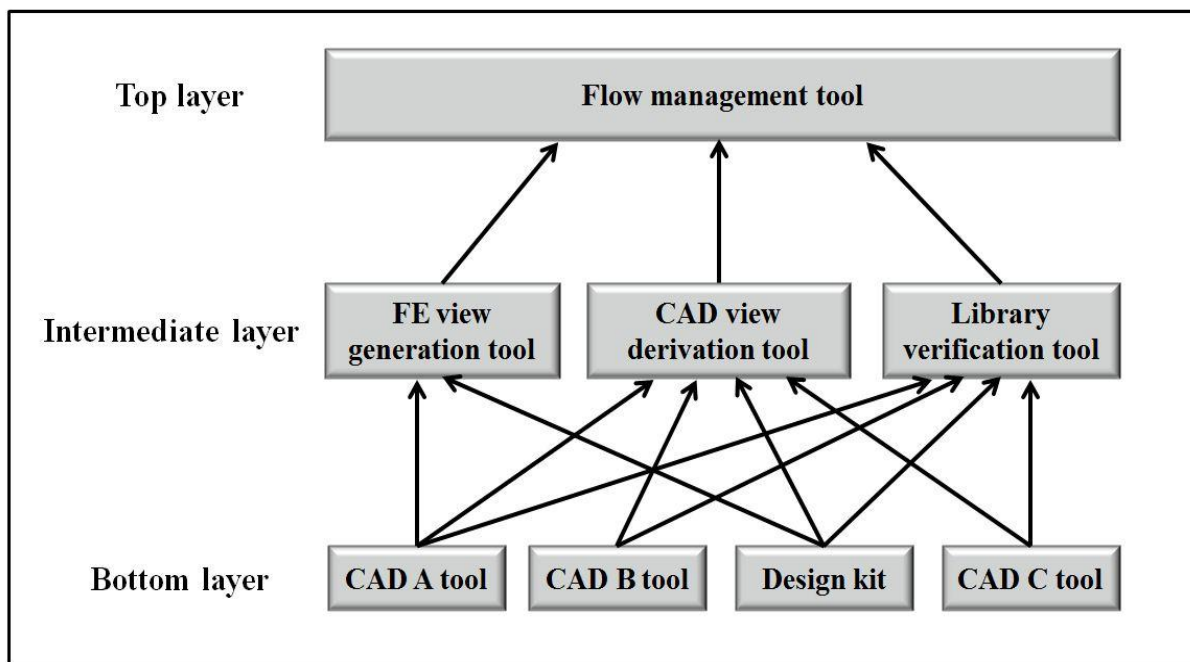 Top layer
Flow management tool
Intermediate layer
FE view
generation tool
CAD view
derivation tool
Library
verification tool
Bottom layer
CAD A tool
CAD B tool
Design kit
CAD C tool